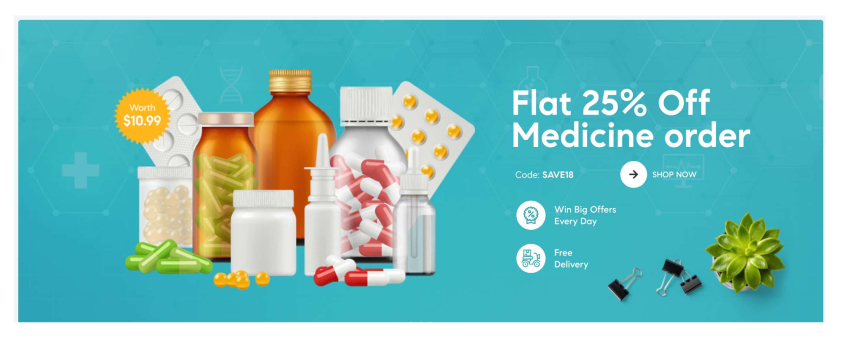 Worth
$10.99
Flat 25% Off
Medicine order
Code: SAVE18
SHOP NOW
Win Big Offers
Every Day
Free
Delivery